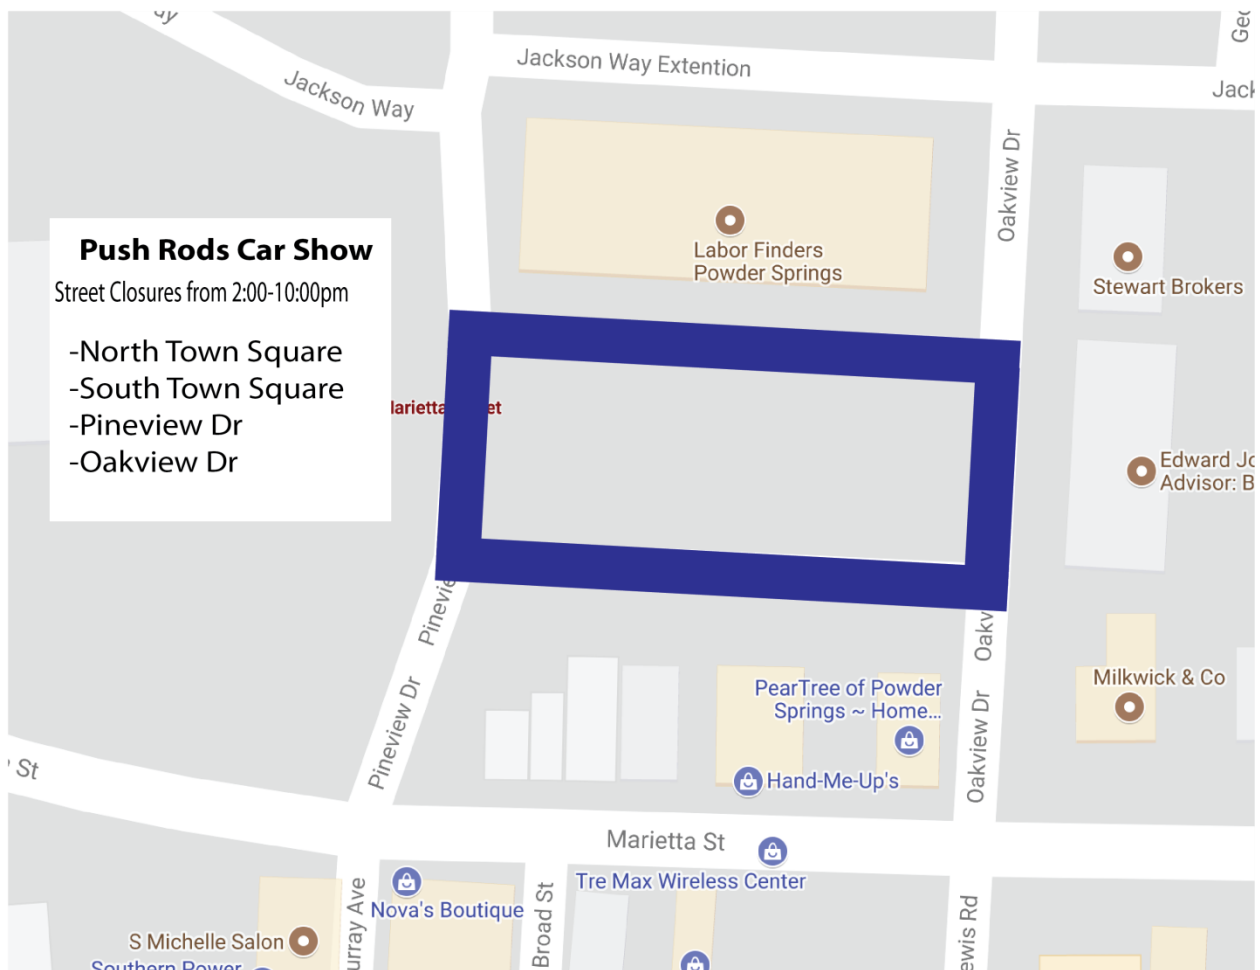 Jackson Way Extention
Jackson Way
Oakview Dr
Labor Finders
Powder Springs
Stewart Brokers
Push Rods Car Show
Street Closures from 2:00-10:00pm
-North Town Square
-South Town Square
-Pineview Dr
-Oakview Dr
Edward
Advisor:
Milkwick & Co
PearTree of Powder
Springs ~ Home...
Hand-Me-Up's
Pineview Dr
Oakview Dr
St
Marietta St
Tre Max Wireless Center
Nova's Boutique
Broad St
S Michelle Salon
Southern Power